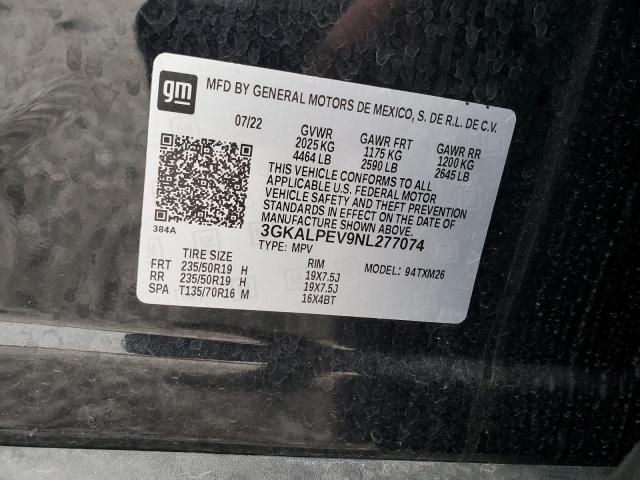 gm
MFD BY GENERAL MOTORS DE MEXICO, S. DE R.L. DE C.V.
07/22 GVWR GAWR FRT GAWR RR
2025 KG 1175 KG 1200 KG
4464 LB 2590 LB 2645 LB
THIS VEHICLE CONFORMS TO ALL
APPLICABLE U.S. FEDERAL MOTOR
VEHICLE SAFETY AND THEFT PREVENTION
STANDARDS IN EFFECT ON THE DATE OF
MANUFACTURE SHOWN ABOVE.
384A 3GKALPEV9NL277074
TYPE: MPV
TIRE SIZE RIM MODEL: 94TXM26
FRT 235/50R19 H 19X7.5J
RR 235/50R19 H 19X7.5J
SPA T135/70R16 M 16X4BT